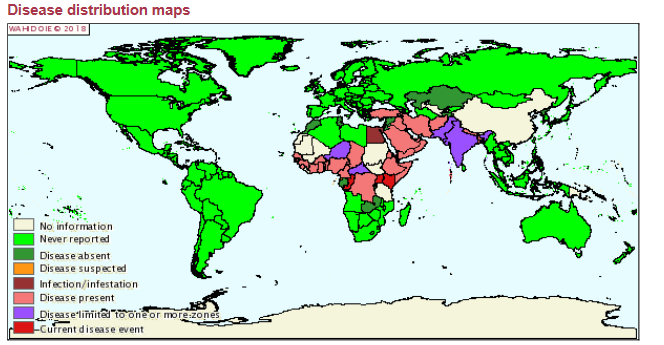 Disease distribution maps
WAHID OIE © 2018
No information
Never reported
Disease absent
Disease suspected
Infection/infestation
Disease present
Disease limited to one or more zones
Current disease event